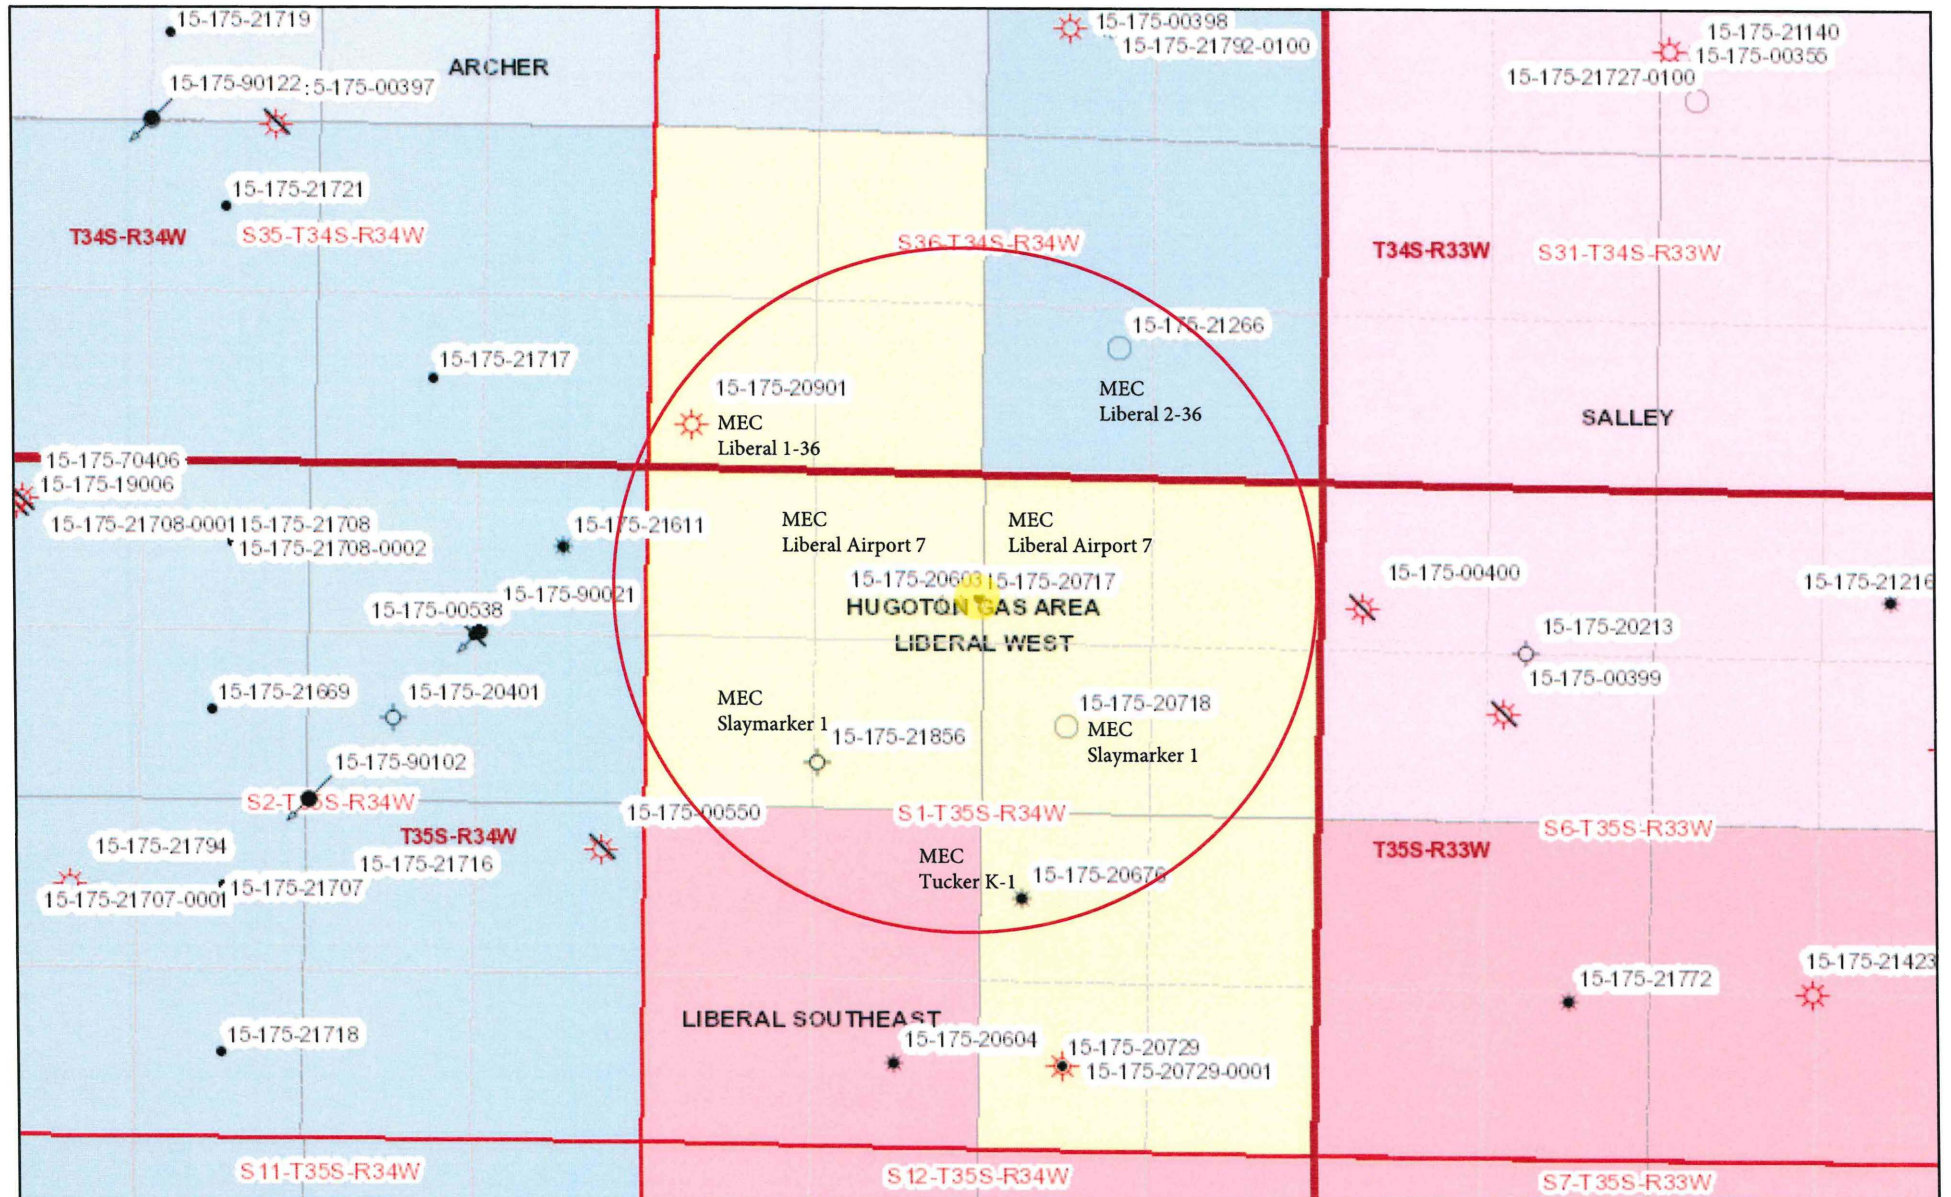 15-175-21719
ARCHER
15-175-90122
5-175-00397
15-175-00398
15-175-21792-0100
15-175-21140
15-175-00355
15-175-21727-0100
15-175-21721
T34S-R34W
S35-T34S-R34W
S36-T34S-R34W
T34S-R33W
S31-T34S-R33W
15-175-21266
15-175-21717
15-175-20901
MEC
Liberal 1-36
MEC
Liberal 2-36
SALLEY
15-175-70406
15-175-19006
15-175-21708-0001
15-175-21708
15-175-21708-0002
15-175-21611
MEC
Liberal Airport 7
MEC
Liberal Airport 7
15-175-20603
15-175-20717
HUGOTON GAS AREA
LIBERAL WEST
15-175-00538
15-175-90021
15-175-00400
15-175-21216
15-175-20213
15-175-00399
15-175-21669
15-175-20401
MEC
Slaymarker 1
15-175-21856
15-175-20718
MEC
Slaymarker 1
15-175-90102
S2-T35S-R34W
T35S-R34W
15-175-00550
S1-T35S-R34W
S6-T35S-R33W
T35S-R33W
15-175-21794
15-175-21716
15-175-21707
15-175-21707-0001
MEC
Tucker K-1
15-175-20676
15-175-21772
15-175-21423
LIBERAL SOUTHEAST
15-175-21718
15-175-20604
15-175-20729
15-175-20729-0001
S11-T35S-R34W
S12-T35S-R34W
S7-T35S-R33W